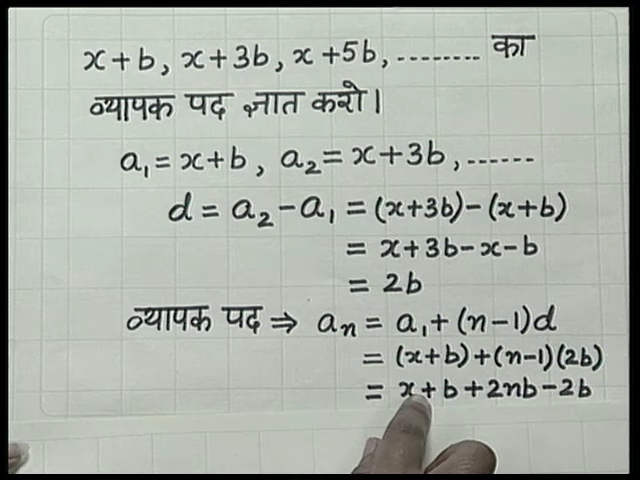 x+b, x+3b, x+5b, -------- का
व्यापक पद ज्ञात करो।
a₁ = x+b, a₂ = x+3b, ------
d = a₂-a₁ = (x+3b)-(x+b)
= x+3b-x-b
= 2b
व्यापक पद ⇒ aₙ = a₁+(n-1)d
= (x+b)+(n-1)(2b)
= x+b+2nb-2b